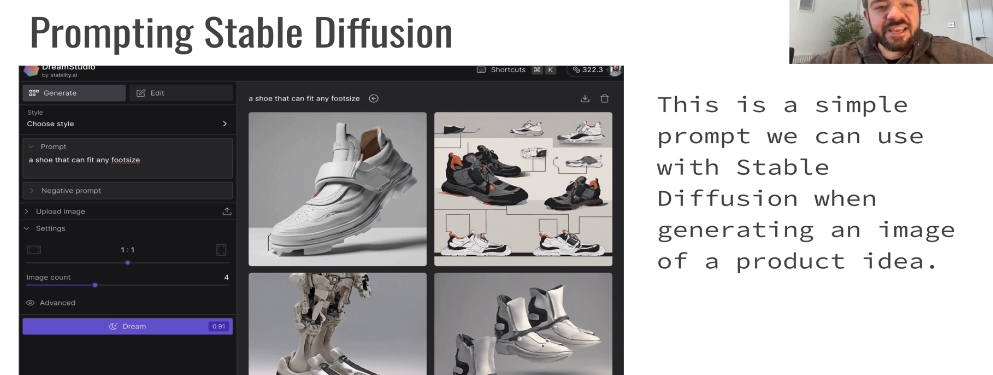 Prompting Stable Diffusion
DreamStudio
by stability.ai
Shortcuts ⌘ K
322.3
Generate
Edit
Style
Choose style
Prompt
a shoe that can fit any footsize
Negative prompt
Upload image
Settings
1 : 1
Image count 4
Advanced
Dream 0.91
a shoe that can fit any footsize
This is a simple
prompt we can use
with Stable
Diffusion when
generating an image
of a product idea.